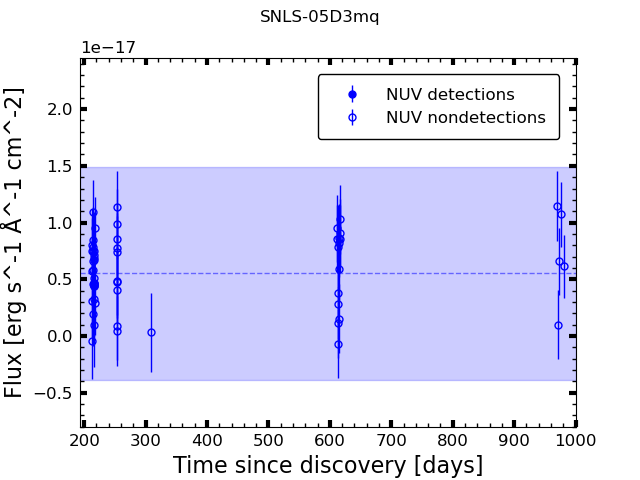 SNLS-05D3mq
1e−17
Flux [erg s^-1 Å^-1 cm^-2]
2.0
1.5
1.0
0.5
0.0
−0.5
NUV detections
NUV nondetections
200 300 400 500 600 700 800 900 1000
Time since discovery [days]